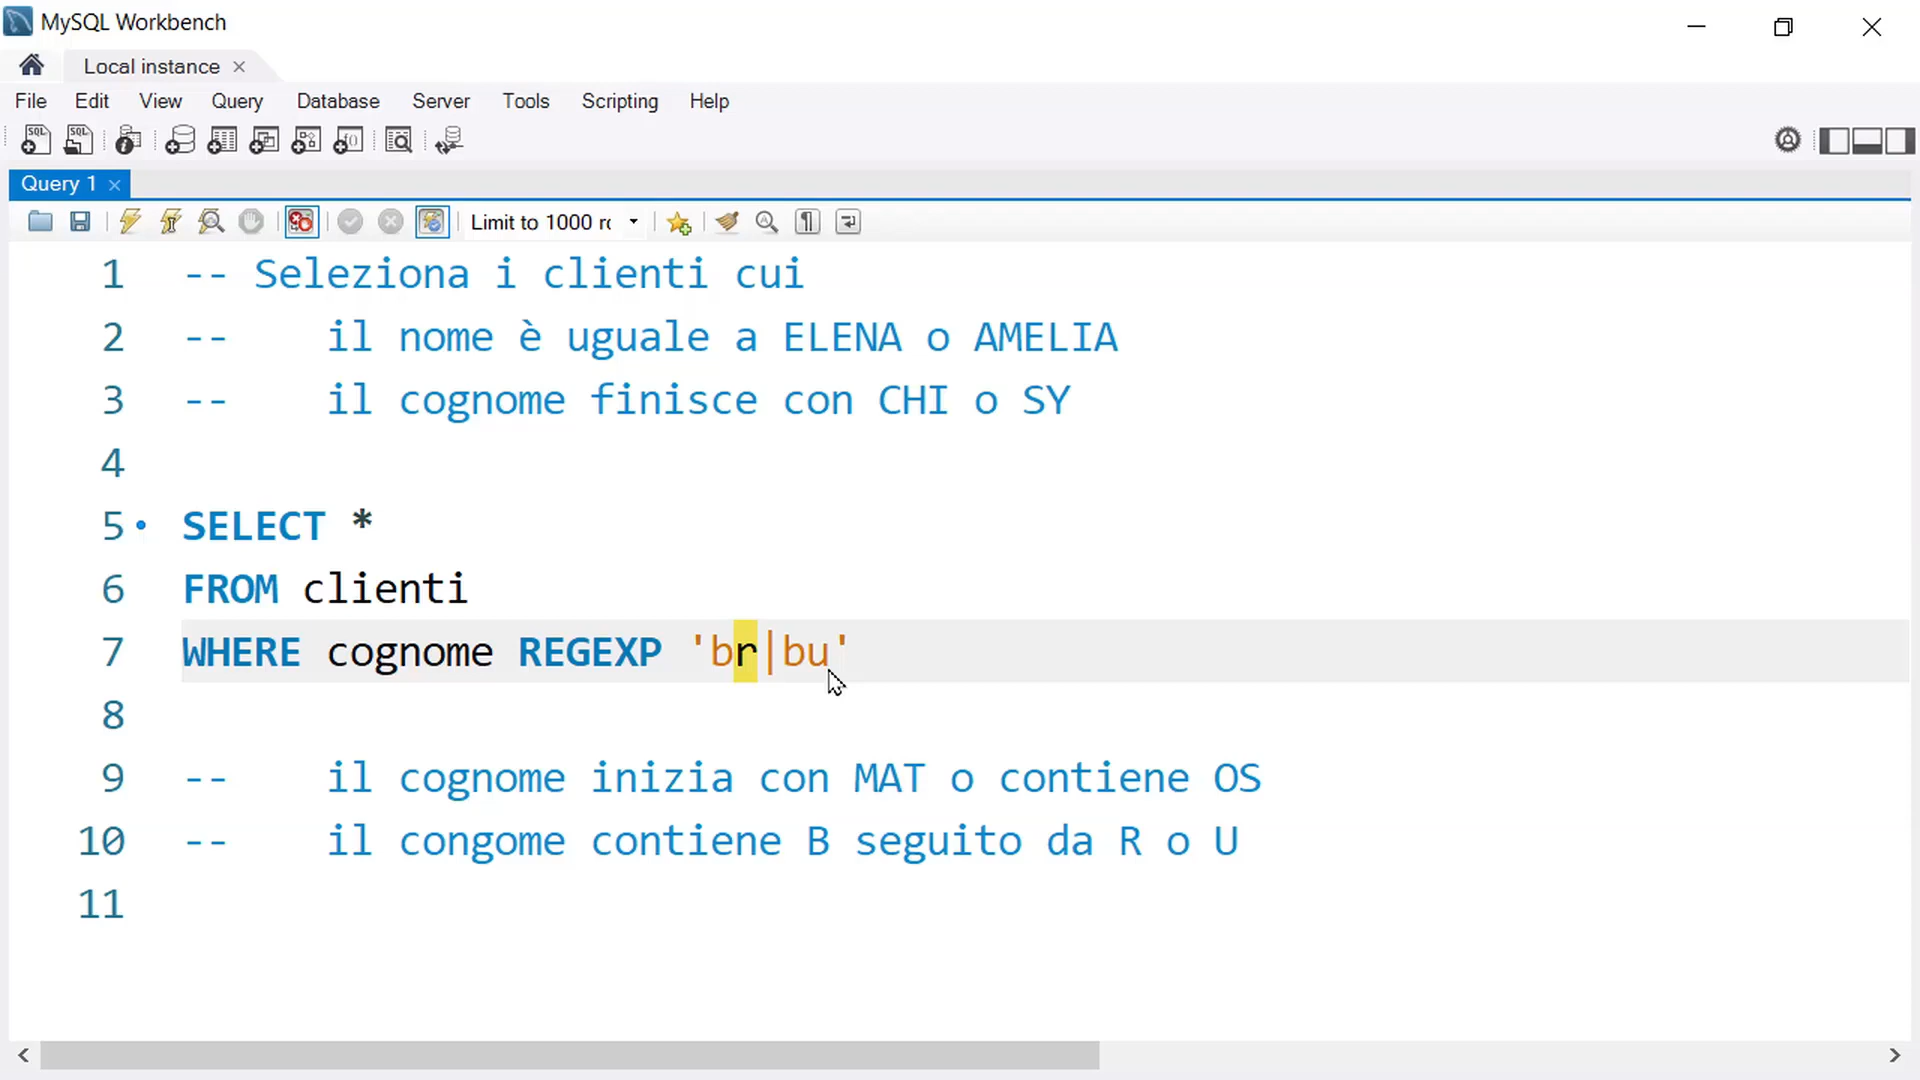 MySQL Workbench
Local instance
File Edit View Query Database Server Tools Scripting Help
Query 1
Limit to 1000 rc
1 -- Seleziona i clienti cui
2 -- il nome è uguale a ELENA o AMELIA
3 -- il cognome finisce con CHI o SY
4
5 SELECT *
6 FROM clienti
7 WHERE cognome REGEXP 'br|bu'
8
9 -- il cognome inizia con MAT o contiene OS
10 -- il congome contiene B seguito da R o U
11